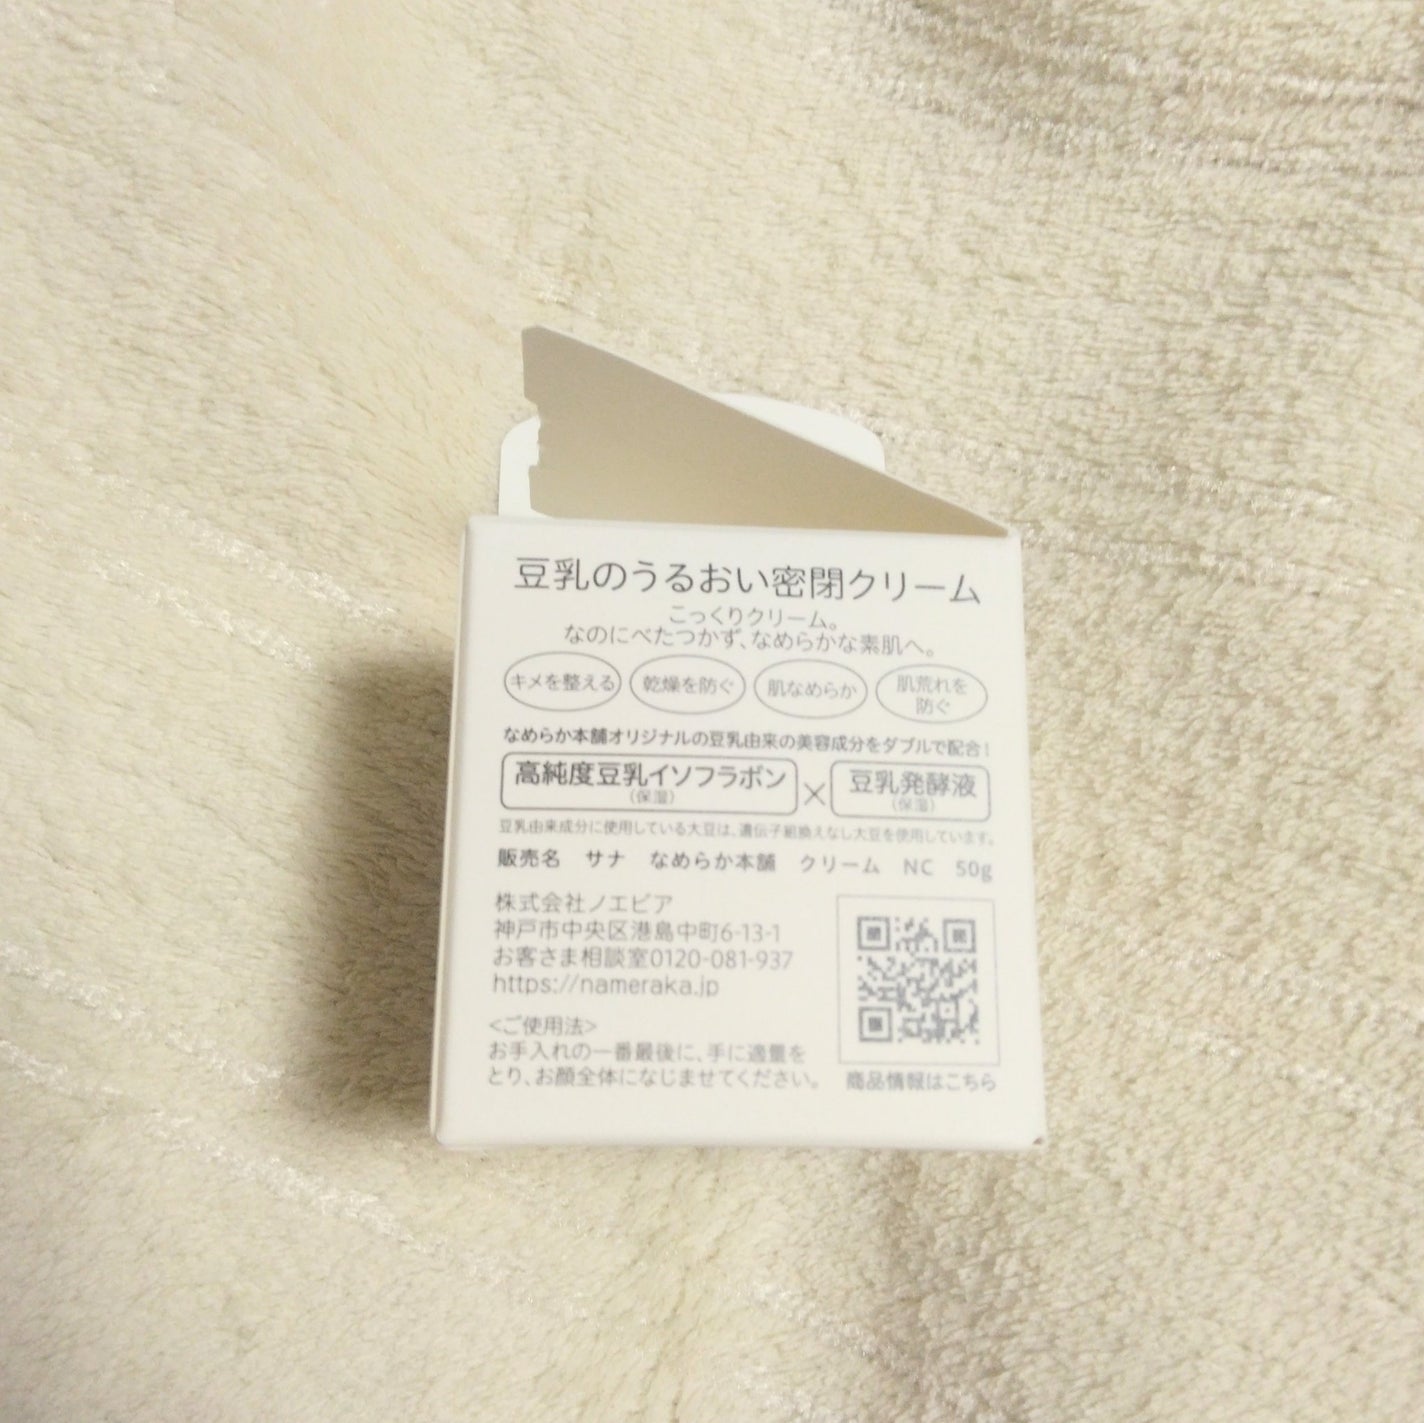 豆乳のうるおい密閉クリーム
こっくりクリーム。
なのにべたつかず、なめらかな素肌へ。
キメを整える 乾燥を防ぐ 肌なめらか 肌荒れを
防ぐ
なめらか本舗オリジナルの豆乳由来の美容成分をダブルで配合！
高純度豆乳イソフラボン × 豆乳発酵液
（保湿） （保湿）
豆乳由来成分に使用している大豆は、遺伝子組換えなし大豆を使用しています。
販売名 サナ なめらか本舗 クリーム NC 50g
株式会社ノエビア
神戸市中央区港島中町6-13-1
お客さま相談室0120-081-937
https://nameraka.jp
<ご使用法>
お手入れの一番最後に、手に適量を
とり、お顔全体になじませてください。
商品情報はこちら